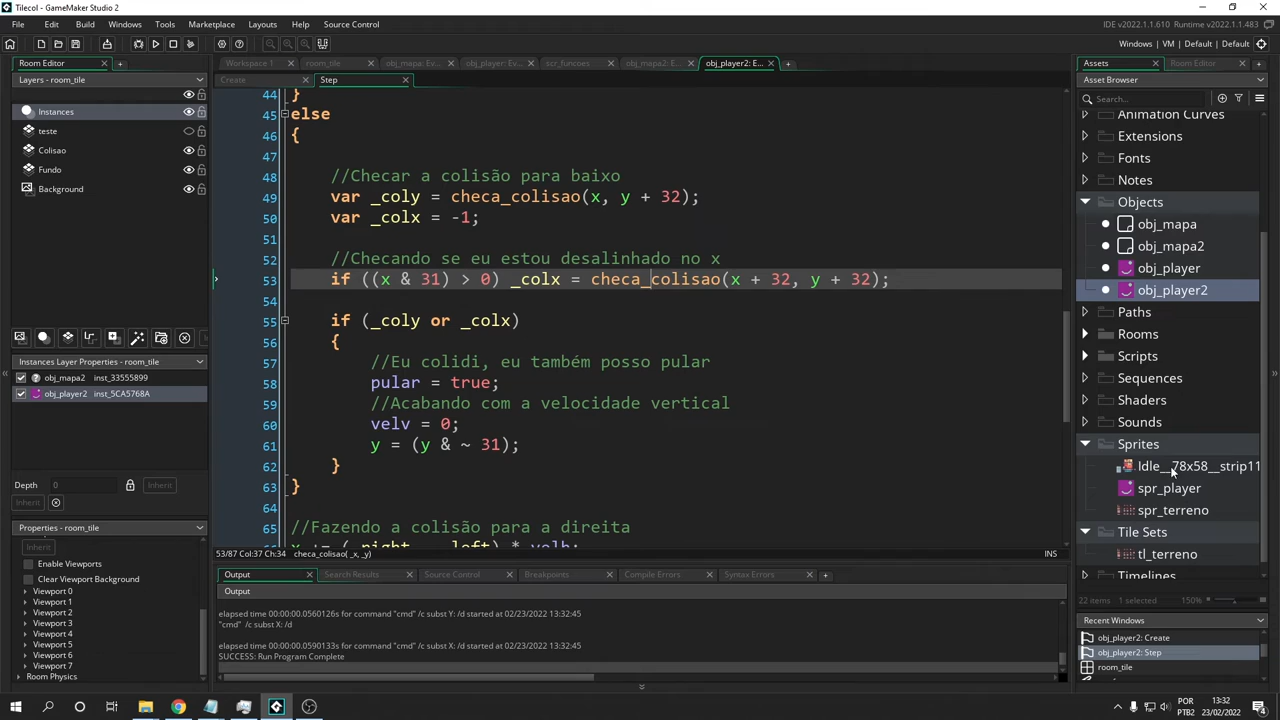 Tilecol - GameMaker Studio 2
File Edit Build Windows Tools Marketplace Layouts Source Control
IDE v2022.1.1.610 Runtime v2022.1.1.483
Windows | VM | Default | Default
Room Editor
Layers - room_tile
Instances
teste
Colisao
Fundo
Background
Instances Layer Properties - room_tile
obj_mapa2 inst_33555899
obj_player2 inst_5CA5768A
Depth 0 Inherit
Inherit
Properties - room_tile
Inherit
Enable Viewports
Clear Viewport Background
Viewport 0
Viewport 1
Viewport 2
Viewport 3
Viewport 4
Viewport 5
Viewport 6
Viewport 7
Room Physics
Workspace 1 room_tile obj_mapa: Ev... obj_player: Ev... scr_funcoes obj_mapa2: E... obj_player2: E...
Create Step
44 }
45 else
46 {
47
48 //Checar a colisão para baixo
49 var _coly = checa_colisao(x, y + 32);
50 var _colx = -1;
51
52 //Checando se eu estou desalinhado no x
53 if ((x & 31) > 0) _colx = checa_colisao(x + 32, y + 32);
54
55 if (_coly or _colx)
56 {
57 //Eu colidi, eu também posso pular
58 pular = true;
59 //Acabando com a velocidade vertical
60 velv = 0;
61 y = (y & ~ 31);
62 }
63 }
64
65 //Fazendo a colisão para a direita
53/87 Col:37 Ch:34 checa_colisao( _x, _y) INS
Output Search Results Source Control Breakpoints Compile Errors Syntax Errors
Output
elapsed time 00:00:00.0560126s for command "cmd" /c subst Y: /d started at 02/23/2022 13:32:45
"cmd" /c subst X: /d
elapsed time 00:00:00.0590133s for command "cmd" /c subst X: /d started at 02/23/2022 13:32:45
SUCCESS: Run Program Complete
Assets Room Editor
Asset Browser
Search...
Animation Curves
Extensions
Fonts
Notes
Objects
obj_mapa
obj_mapa2
obj_player
obj_player2
Paths
Rooms
Scripts
Sequences
Shaders
Sounds
Sprites
Idle__78x58__strip11
spr_player
spr_terreno
Tile Sets
tl_terreno
Timelines
22 items 1 selected 150%
Recent Windows
obj_player2: Create
obj_player2: Step
room_tile
POR
PTB2
13:32
23/02/2022
4